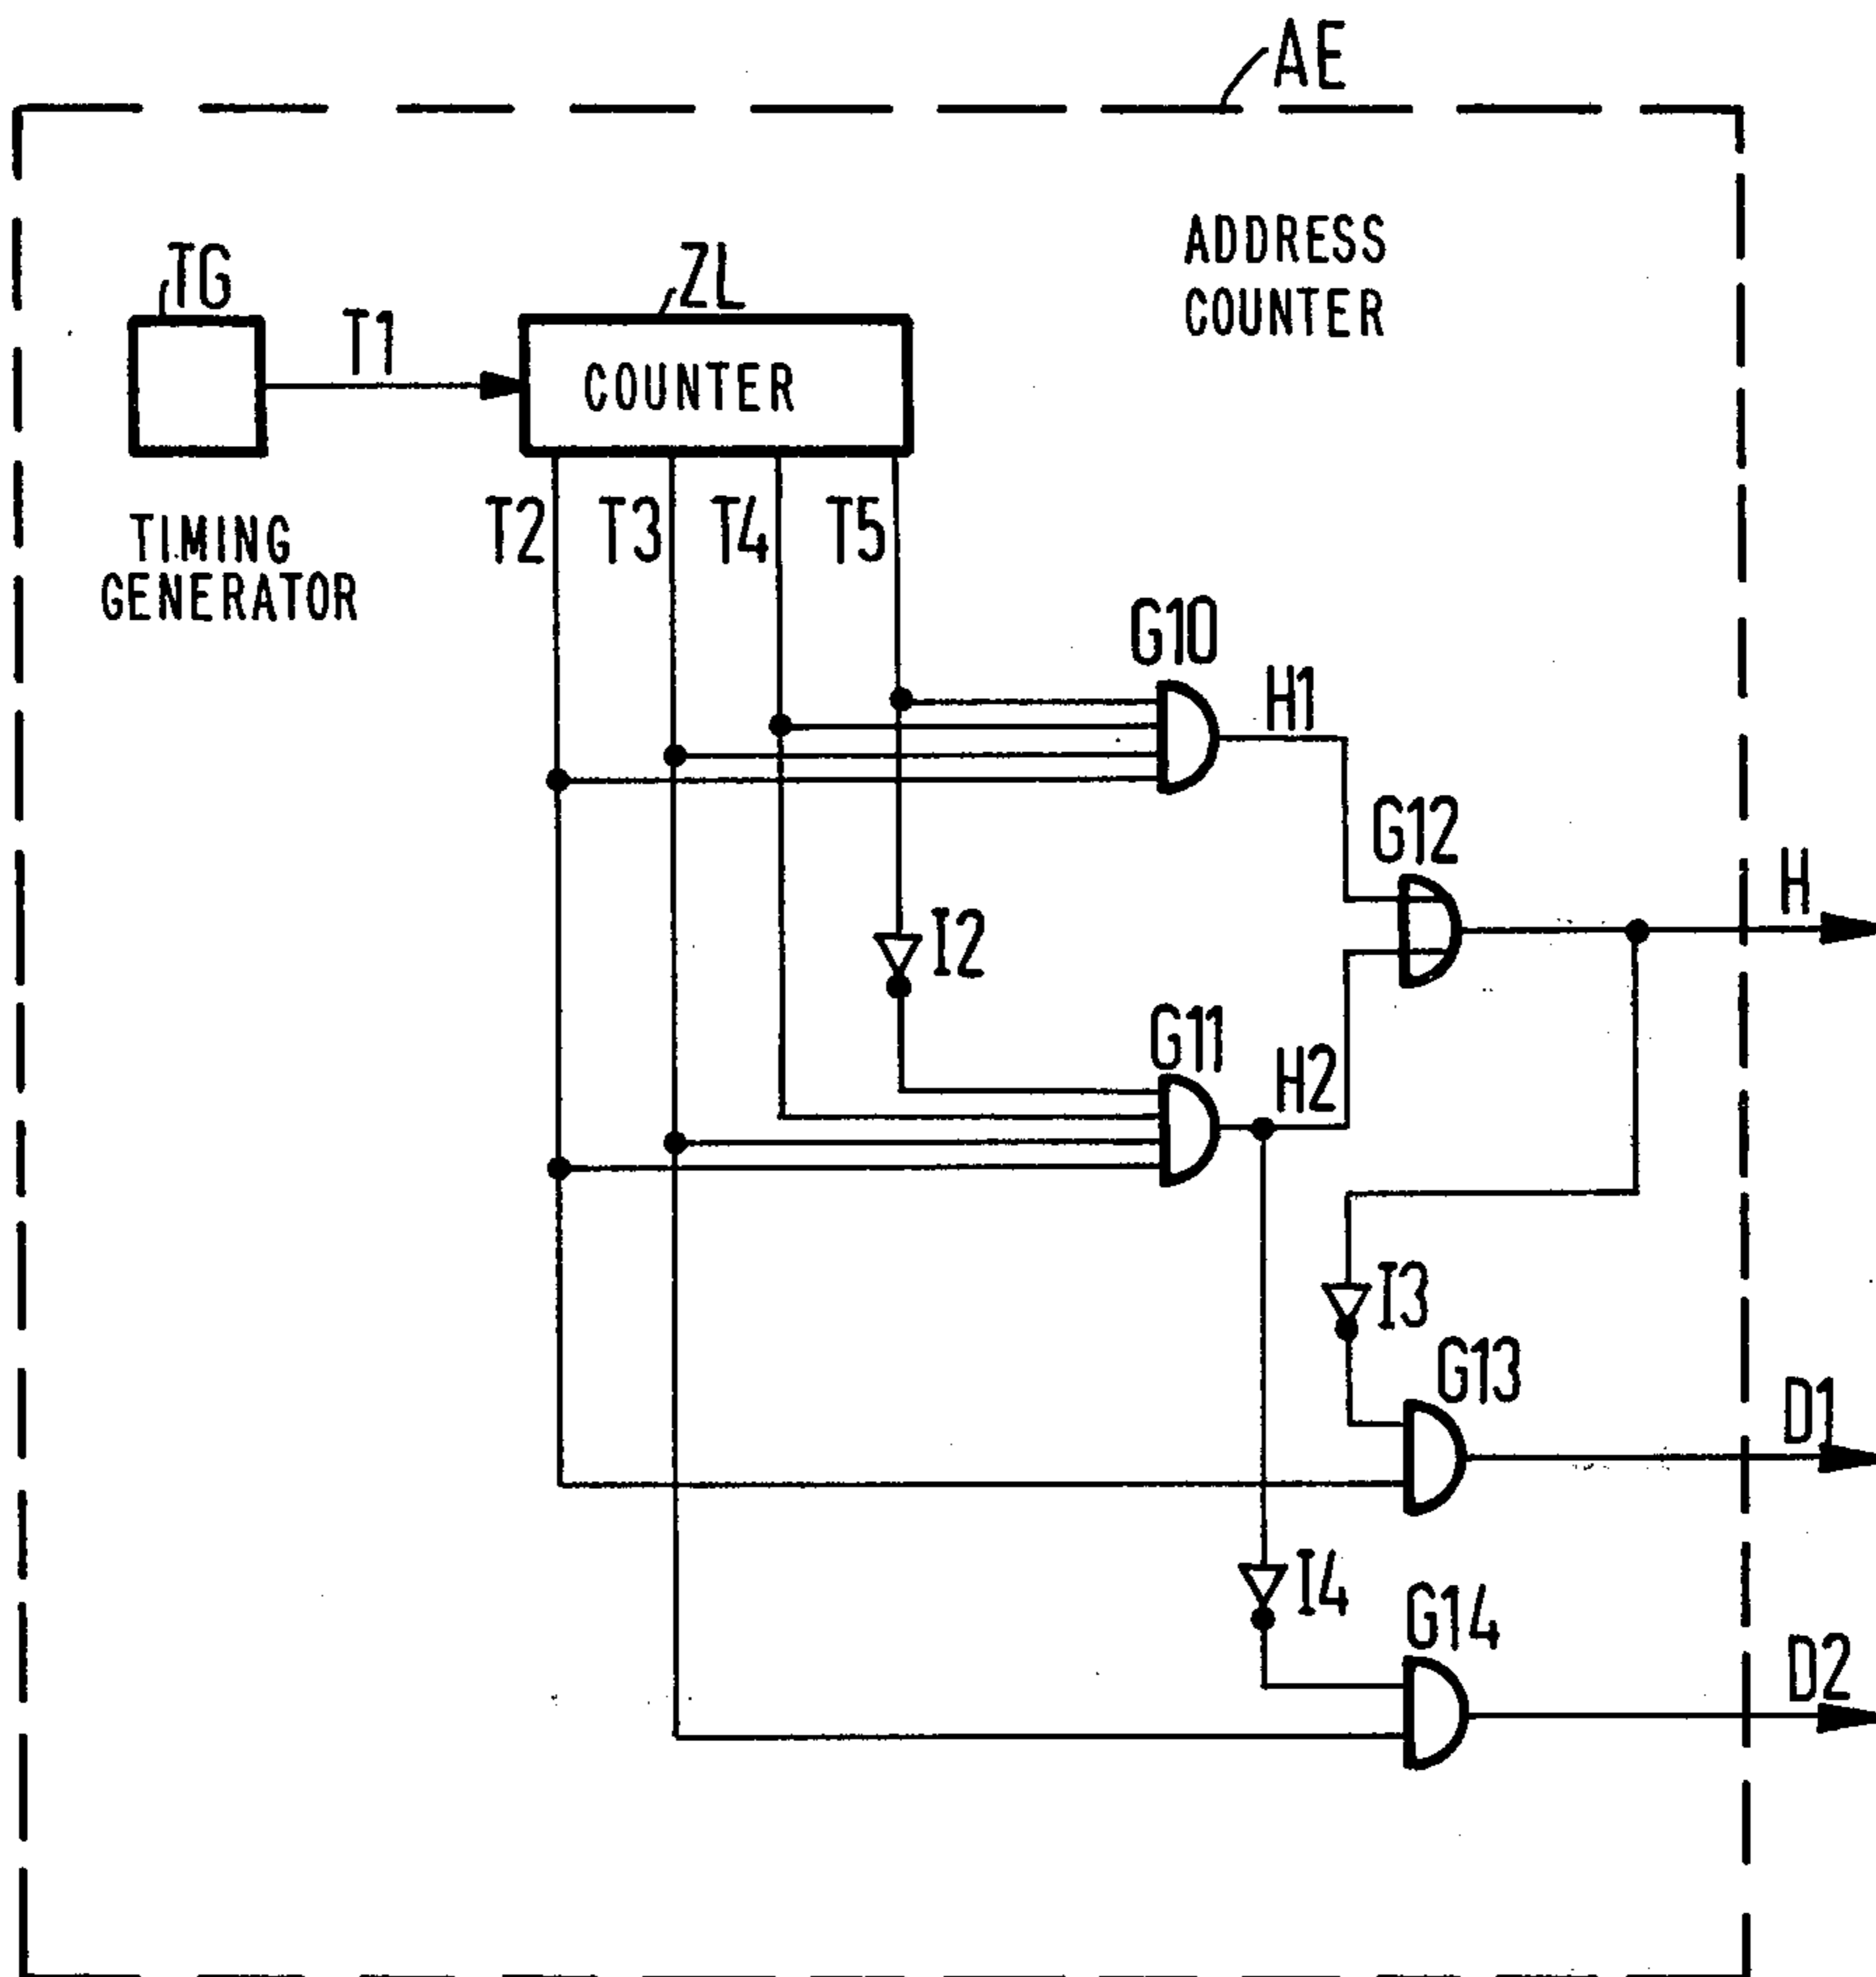 AE
ADDRESS
COUNTER
TG
T1
ZL
COUNTER
TIMING
GENERATOR
T2
T3
T4
T5
G10
H1
G12
H
I2
G11
H2
I3
G13
D1
I4
G14
D2